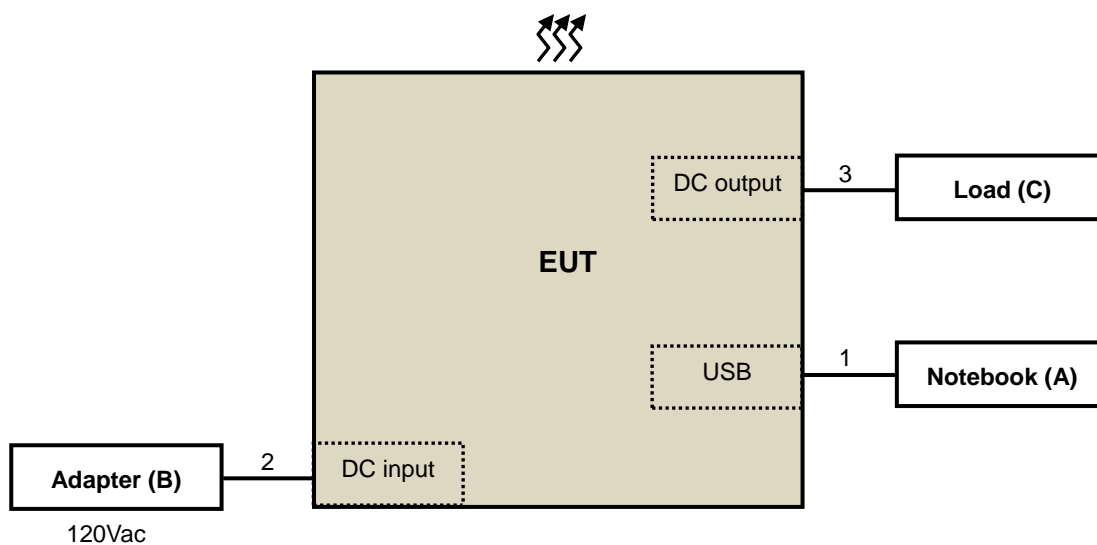 DC output
3
Load (C)
EUT
USB
1
Notebook (A)
Adapter (B)
2
DC input
120Vac